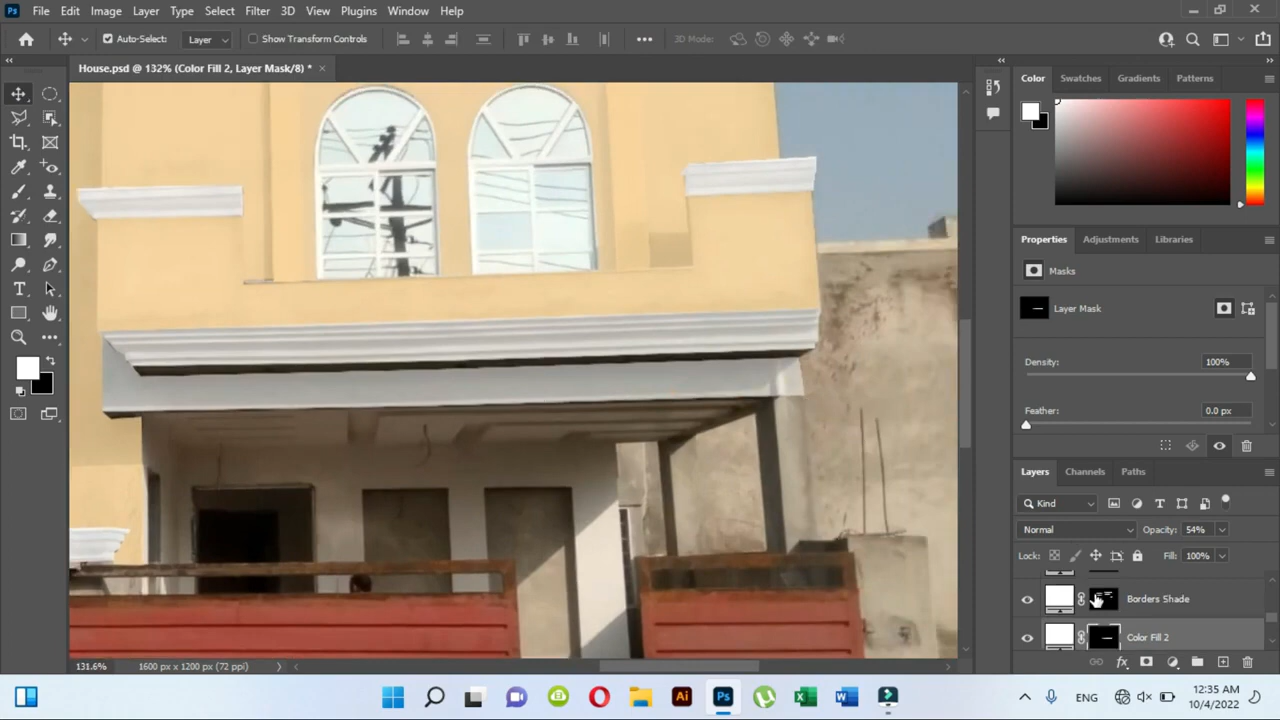 Ps File Edit Image Layer Type Select Filter 3D View Plugins Window Help
Auto-Select: Layer Show Transform Controls 3D Mode:
House.psd @ 132% (Color Fill 2, Layer Mask/8) *
Color Swatches Gradients Patterns
Properties Adjustments Libraries
Masks
Layer Mask
Density: 100%
Feather: 0.0 px
Layers Channels Paths
Kind
Normal Opacity: 54%
Lock: Fill: 100%
Borders Shade
Color Fill 2
131.6% 1600 px x 1200 px (72 ppi)
Ai Ps ENG 12:35 AM
10/4/2022